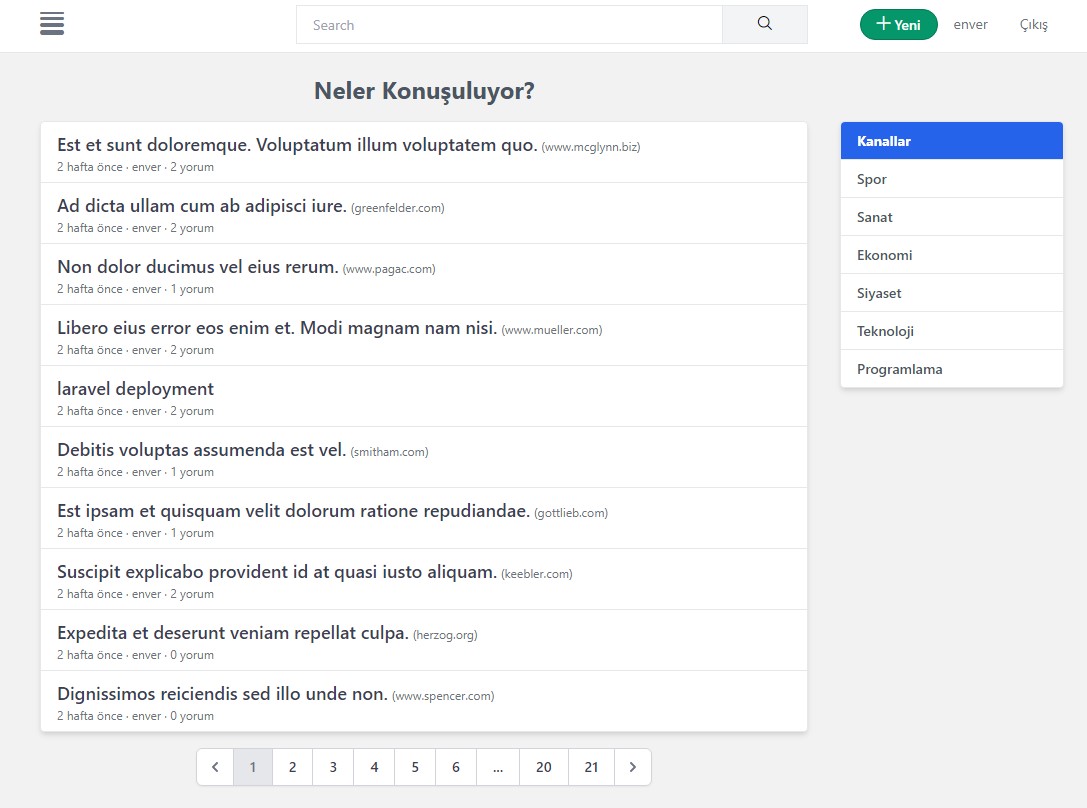 Search
Yeni
enver
Çıkış
Neler Konuşuluyor?
Est et sunt doloremque. Voluptatum illum voluptatem quo. (www.mcglynn.biz)
2 hafta önce · enver · 2 yorum
Ad dicta ullam cum ab adipisci iure. (greenfelder.com)
2 hafta önce · enver · 2 yorum
Non dolor ducimus vel eius rerum. (www.pagac.com)
2 hafta önce · enver · 1 yorum
Libero eius error eos enim et. Modi magnam nam nisi. (www.mueller.com)
2 hafta önce · enver · 2 yorum
laravel deployment
2 hafta önce · enver · 2 yorum
Debitis voluptas assumenda est vel. (smitham.com)
2 hafta önce · enver · 1 yorum
Est ipsam et quisquam velit dolorum ratione repudiandae. (gottlieb.com)
2 hafta önce · enver · 1 yorum
Suscipit explicabo provident id at quasi iusto aliquam. (keebler.com)
2 hafta önce · enver · 2 yorum
Expedita et deserunt veniam repellat culpa. (herzog.org)
2 hafta önce · enver · 0 yorum
Dignissimos reiciendis sed illo unde non. (www.spencer.com)
2 hafta önce · enver · 0 yorum
1 2 3 4 5 6 ... 20 21
Kanallar
Spor
Sanat
Ekonomi
Siyaset
Teknoloji
Programlama